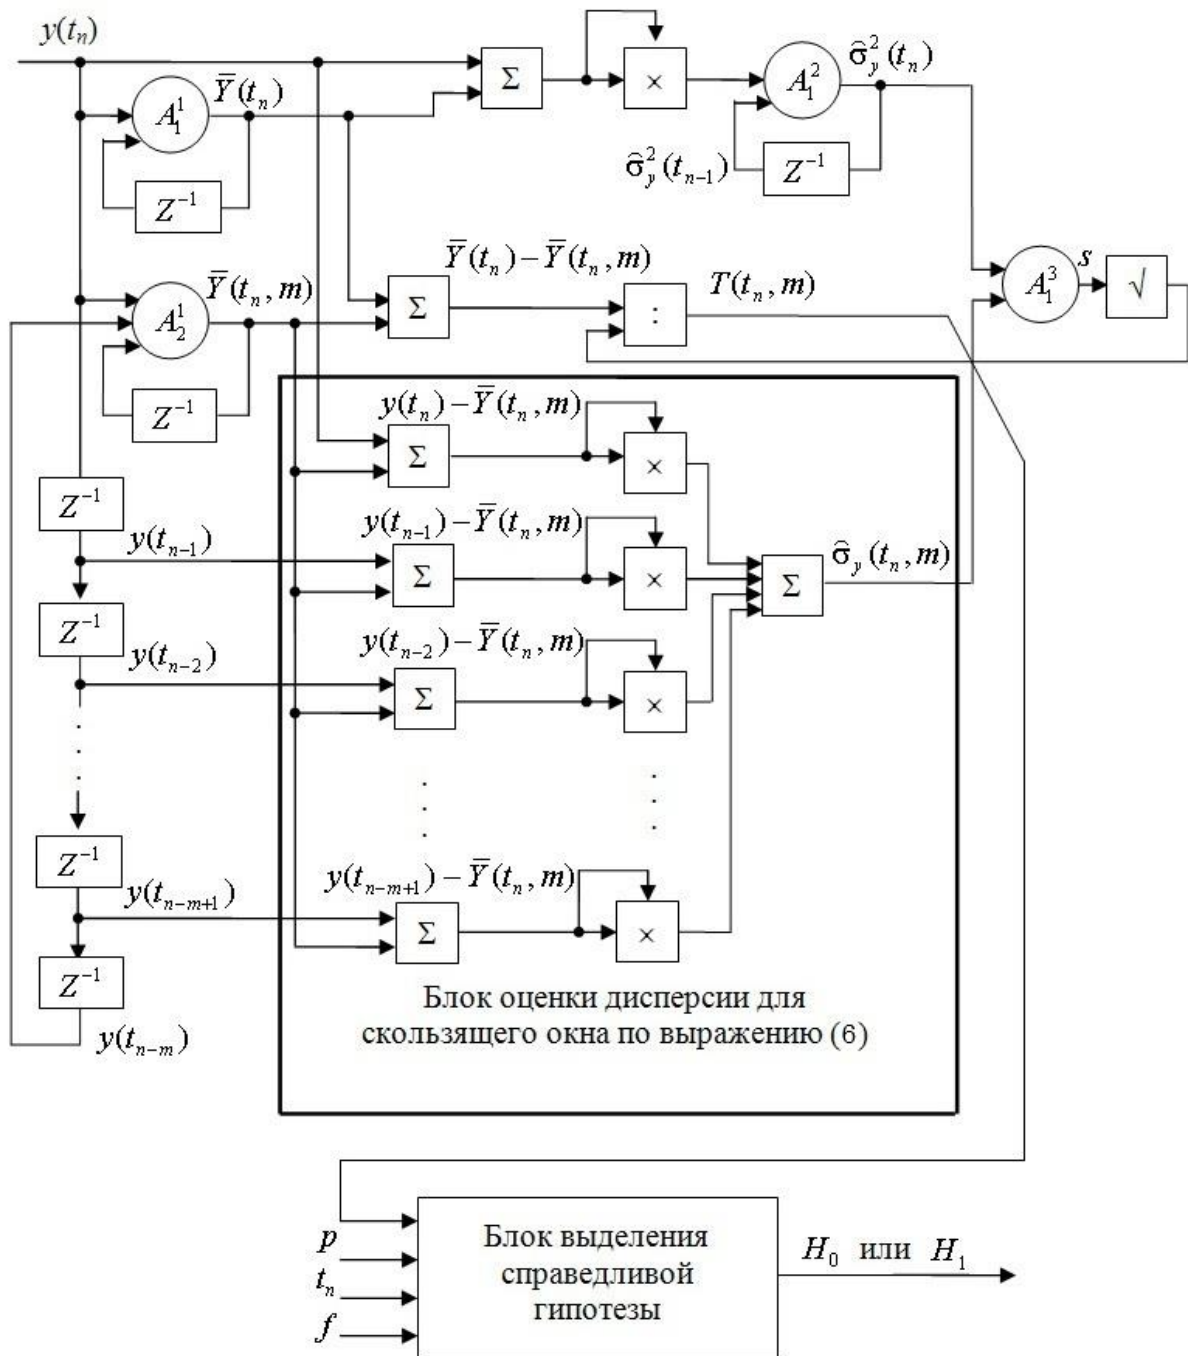 y(tₙ)
Σ
×
A₁²
σ̂ᵧ²(tₙ)
A₁¹
Ȳ(tₙ)
σ̂ᵧ²(tₙ₋₁)
Z⁻¹
Z⁻¹
Ȳ(tₙ) − Ȳ(tₙ, m)
A₂¹
Ȳ(tₙ, m)
Σ
:
T(tₙ, m)
A₁³
s
√
Z⁻¹
y(tₙ) − Ȳ(tₙ, m)
Σ
×
Z⁻¹
y(tₙ₋₁)
y(tₙ₋₁) − Ȳ(tₙ, m)
Σ
×
Σ
σ̂ᵧ(tₙ, m)
Z⁻¹
y(tₙ₋₂)
y(tₙ₋₂) − Ȳ(tₙ, m)
Σ
×
Z⁻¹
y(tₙ₋ₘ₊₁)
y(tₙ₋ₘ₊₁) − Ȳ(tₙ, m)
Σ
×
Z⁻¹
y(tₙ₋ₘ)
Блок оценки дисперсии для
скользящего окна по выражению (6)
p
tₙ
f
Блок выделения
справедливой
гипотезы
H₀ или H₁